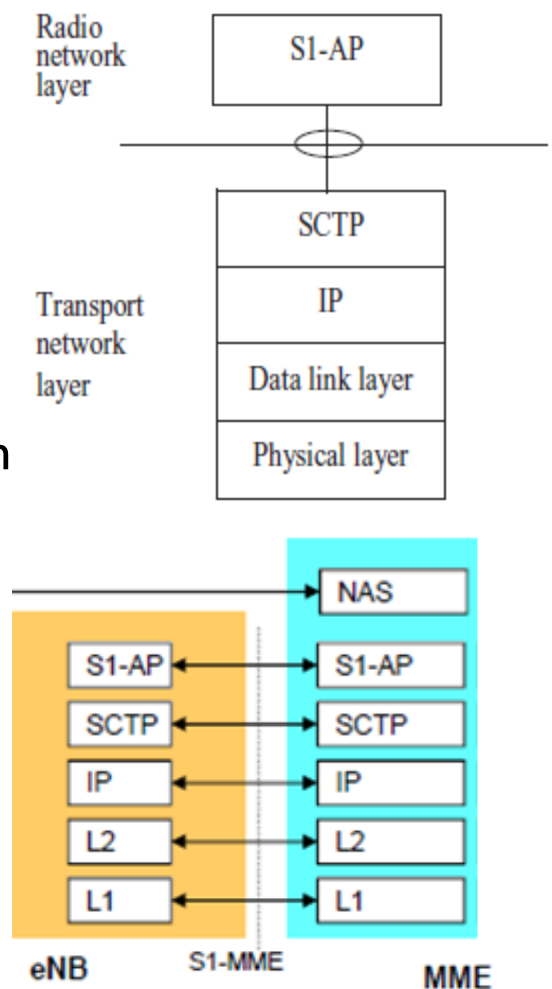 Radio
network
layer
S1-AP
SCTP
Transport
network
layer
IP
Data link layer
Physical layer
n
NAS
S1-AP S1-AP
SCTP SCTP
IP IP
L2 L2
L1 L1
eNB S1-MME MME